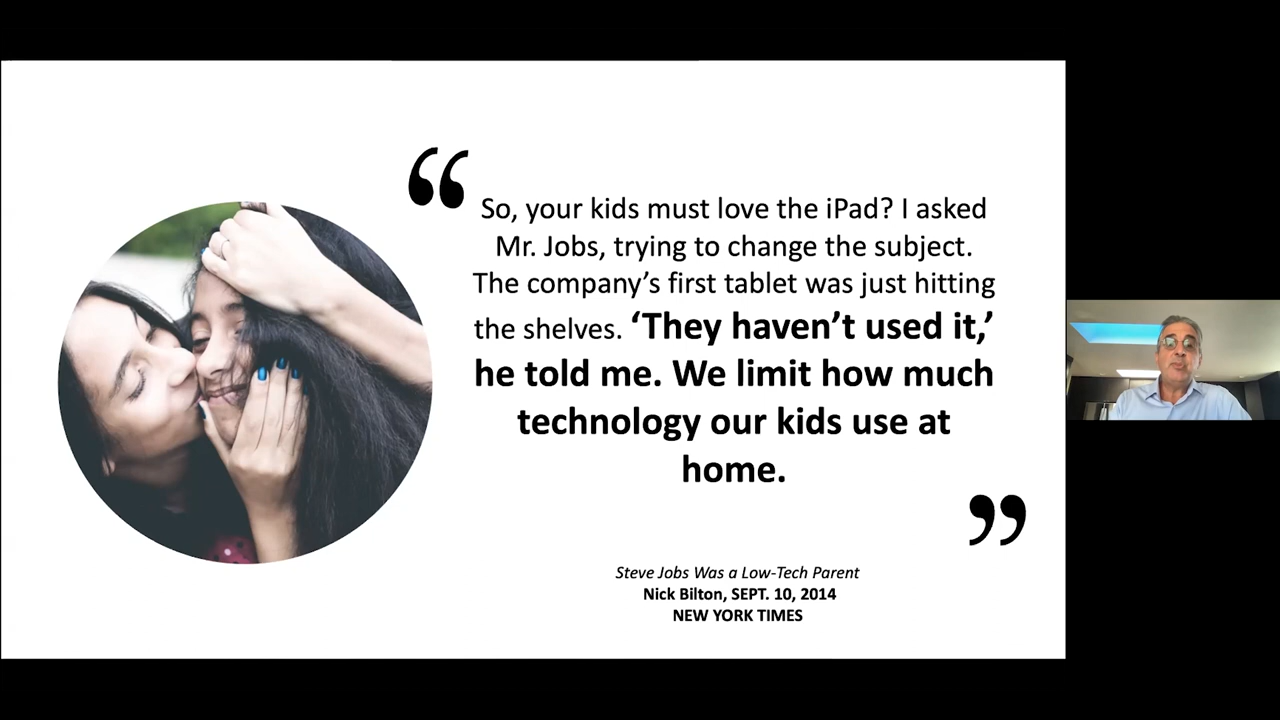 “
So, your kids must love the iPad? I asked
Mr. Jobs, trying to change the subject.
The company’s first tablet was just hitting
the shelves. ‘They haven’t used it,’
he told me. We limit how much
technology our kids use at
home.
”
Steve Jobs Was a Low-Tech Parent
Nick Bilton, SEPT. 10, 2014
NEW YORK TIMES